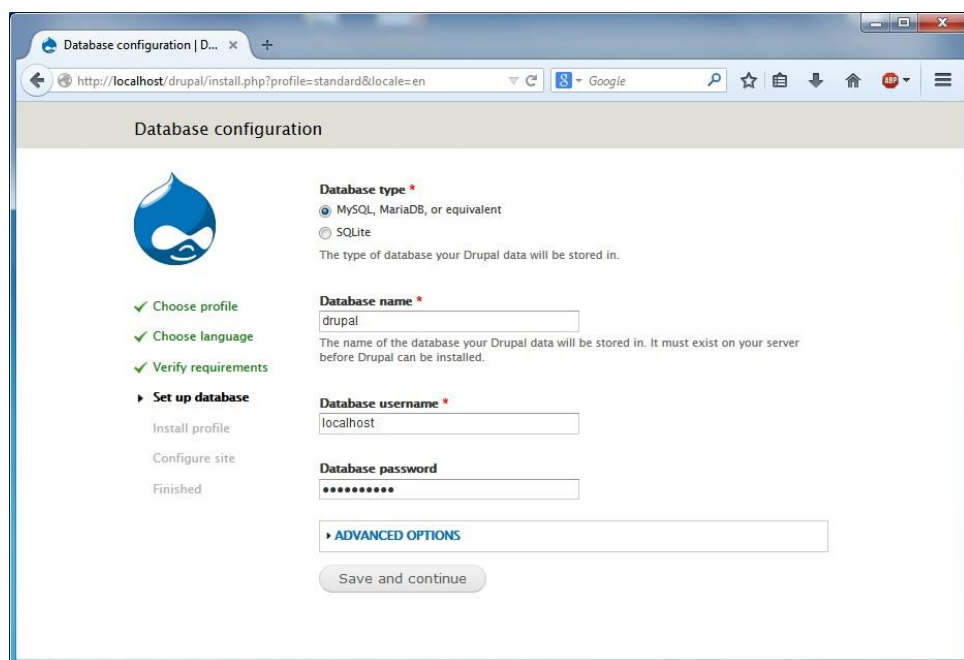 Database configuration | D... ×
http://localhost/drupal/install.php?profile=standard&locale=en
8 Google
ABP
Database configuration
Database type *
MySQL, MariaDB, or equivalent
SQLite
The type of database your Drupal data will be stored in.
Choose profile
Choose language
Verify requirements
Set up database
Install profile
Configure site
Finished
Database name *
drupal
The name of the database your Drupal data will be stored in. It must exist on your server
before Drupal can be installed.
Database username *
localhost
Database password
••••••••••
ADVANCED OPTIONS
Save and continue